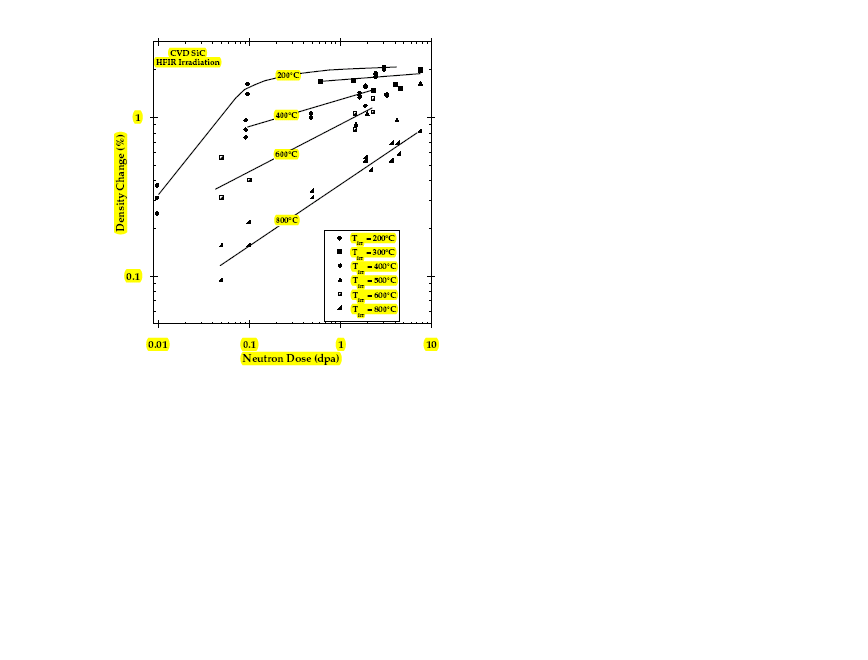 CVD SiC
HFIR Irradiation
200°C
400°C
600°C
800°C
1
0.1
Density Change (%)
T_irr = 200°C
T_irr = 300°C
T_irr = 400°C
T_irr = 500°C
T_irr = 600°C
T_irr = 800°C
0.01 0.1 1 10
Neutron Dose (dpa)